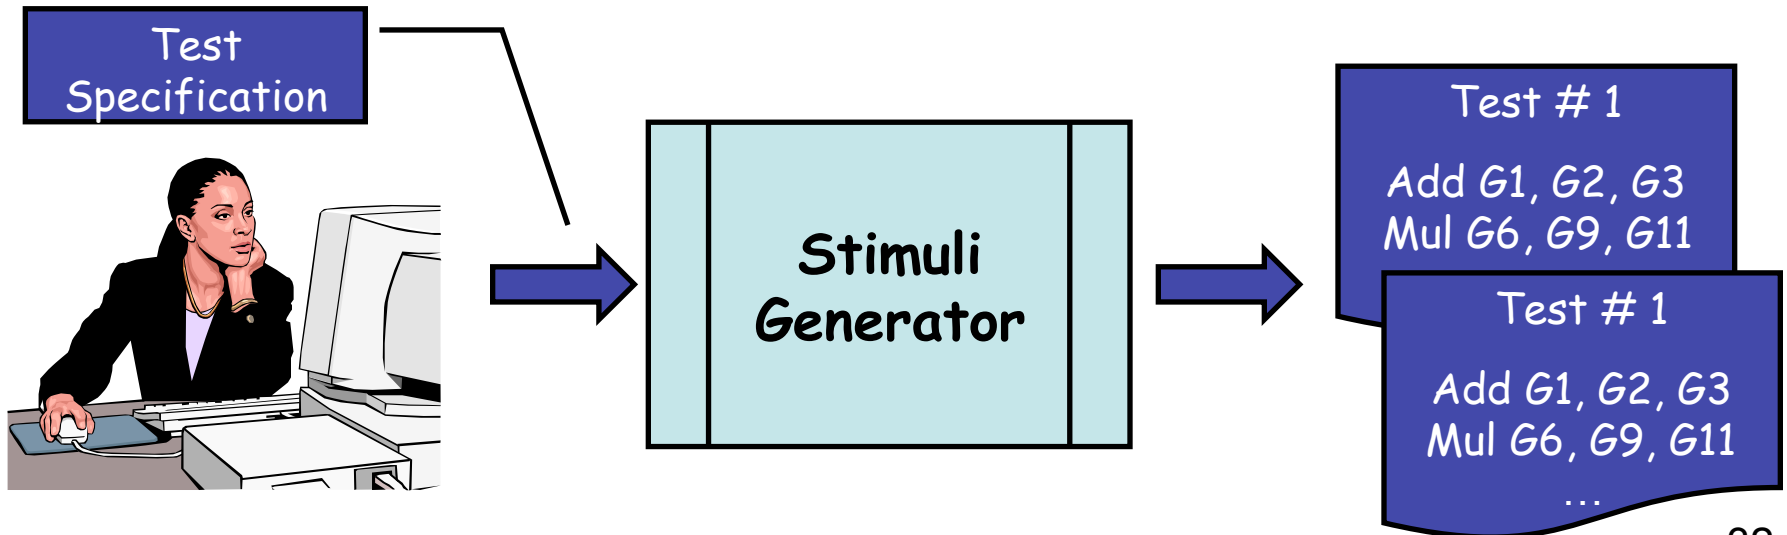 Test
Specification
Stimuli
Generator
Test # 1
Add G1, G2, G3
Mul G6, G9, G11
Test # 1
Add G1, G2, G3
Mul G6, G9, G11
...